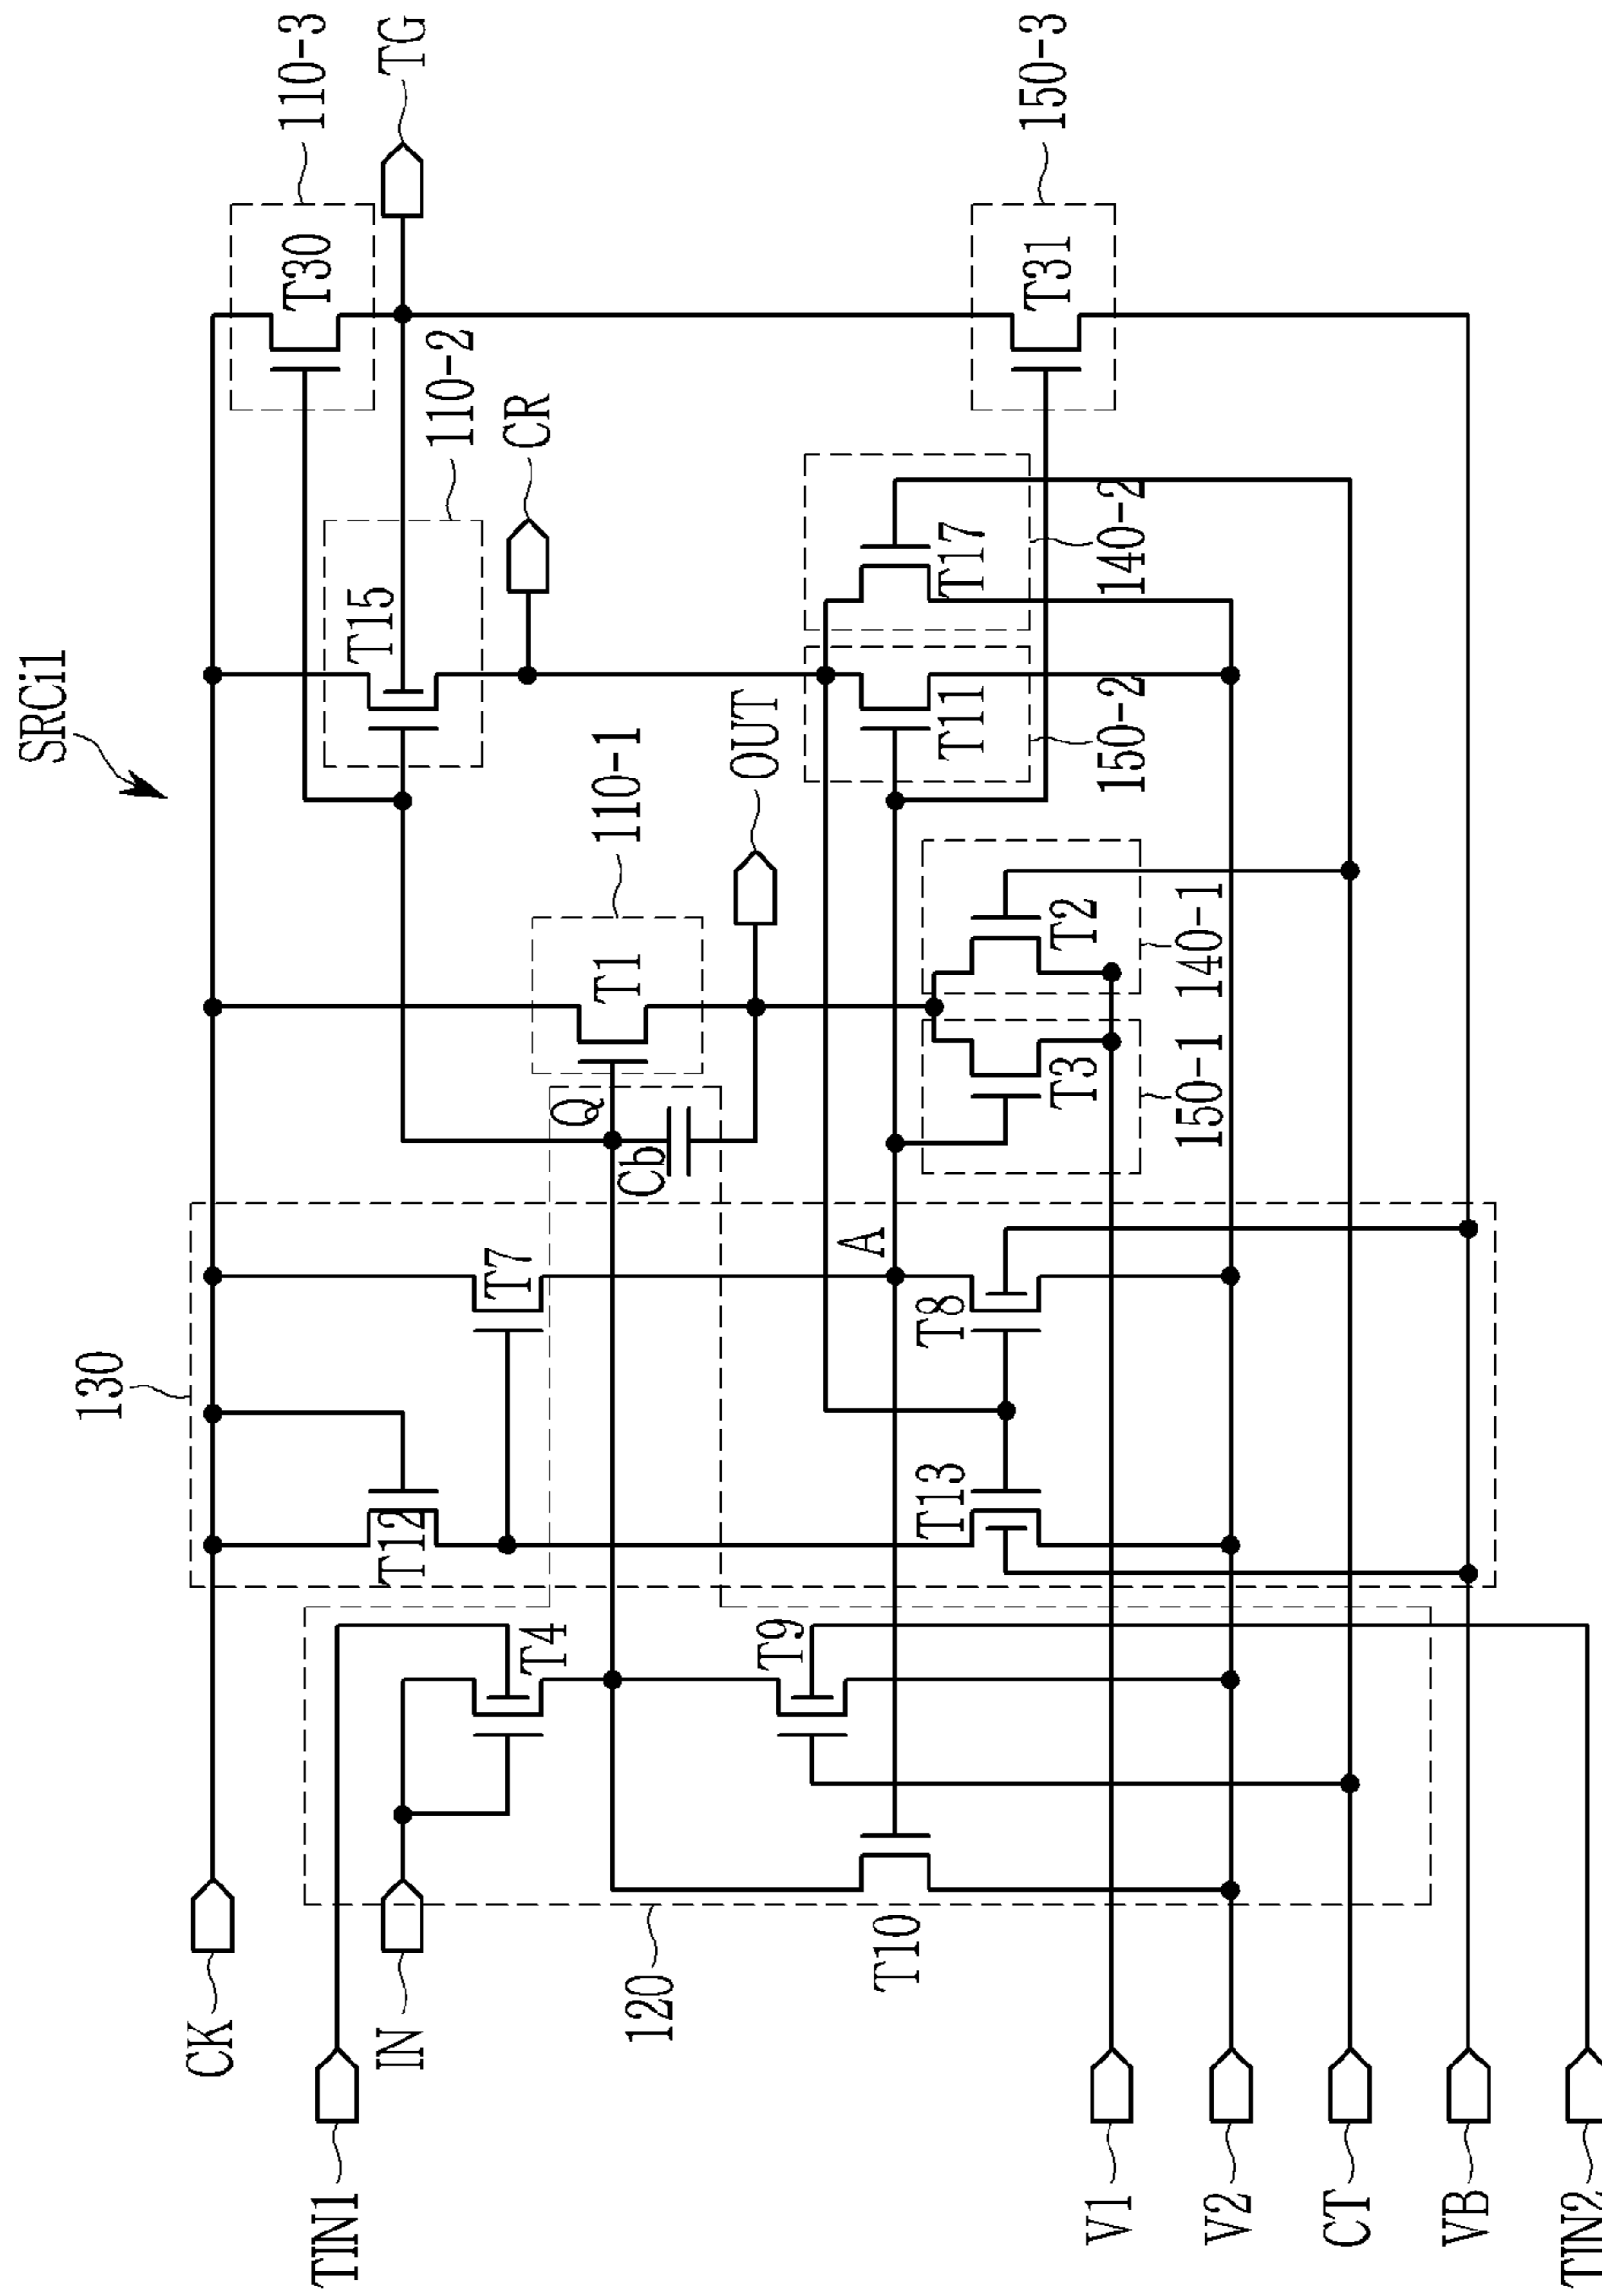 SRCi1
110-3
T30
TG
T15
110-2
CR
T1
110-1
OUT
150-3
T31
T17
140-2
T11
150-2
T2
140-1
T3
150-1
Q
Cb
130
T7
A
T8
T12
T13
T4
T9
T10
120
CK
TIN1
IN
V1
V2
CT
VB
TIN2